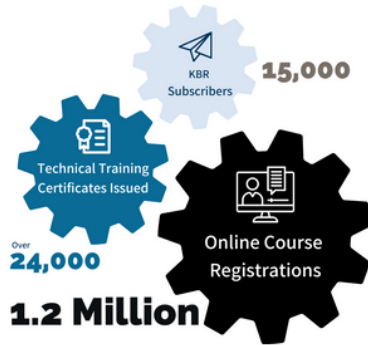 KBR
Subscribers
15,000
Technical Training
Certificates Issued
Over
24,000
Online Course
Registrations
1.2 Million